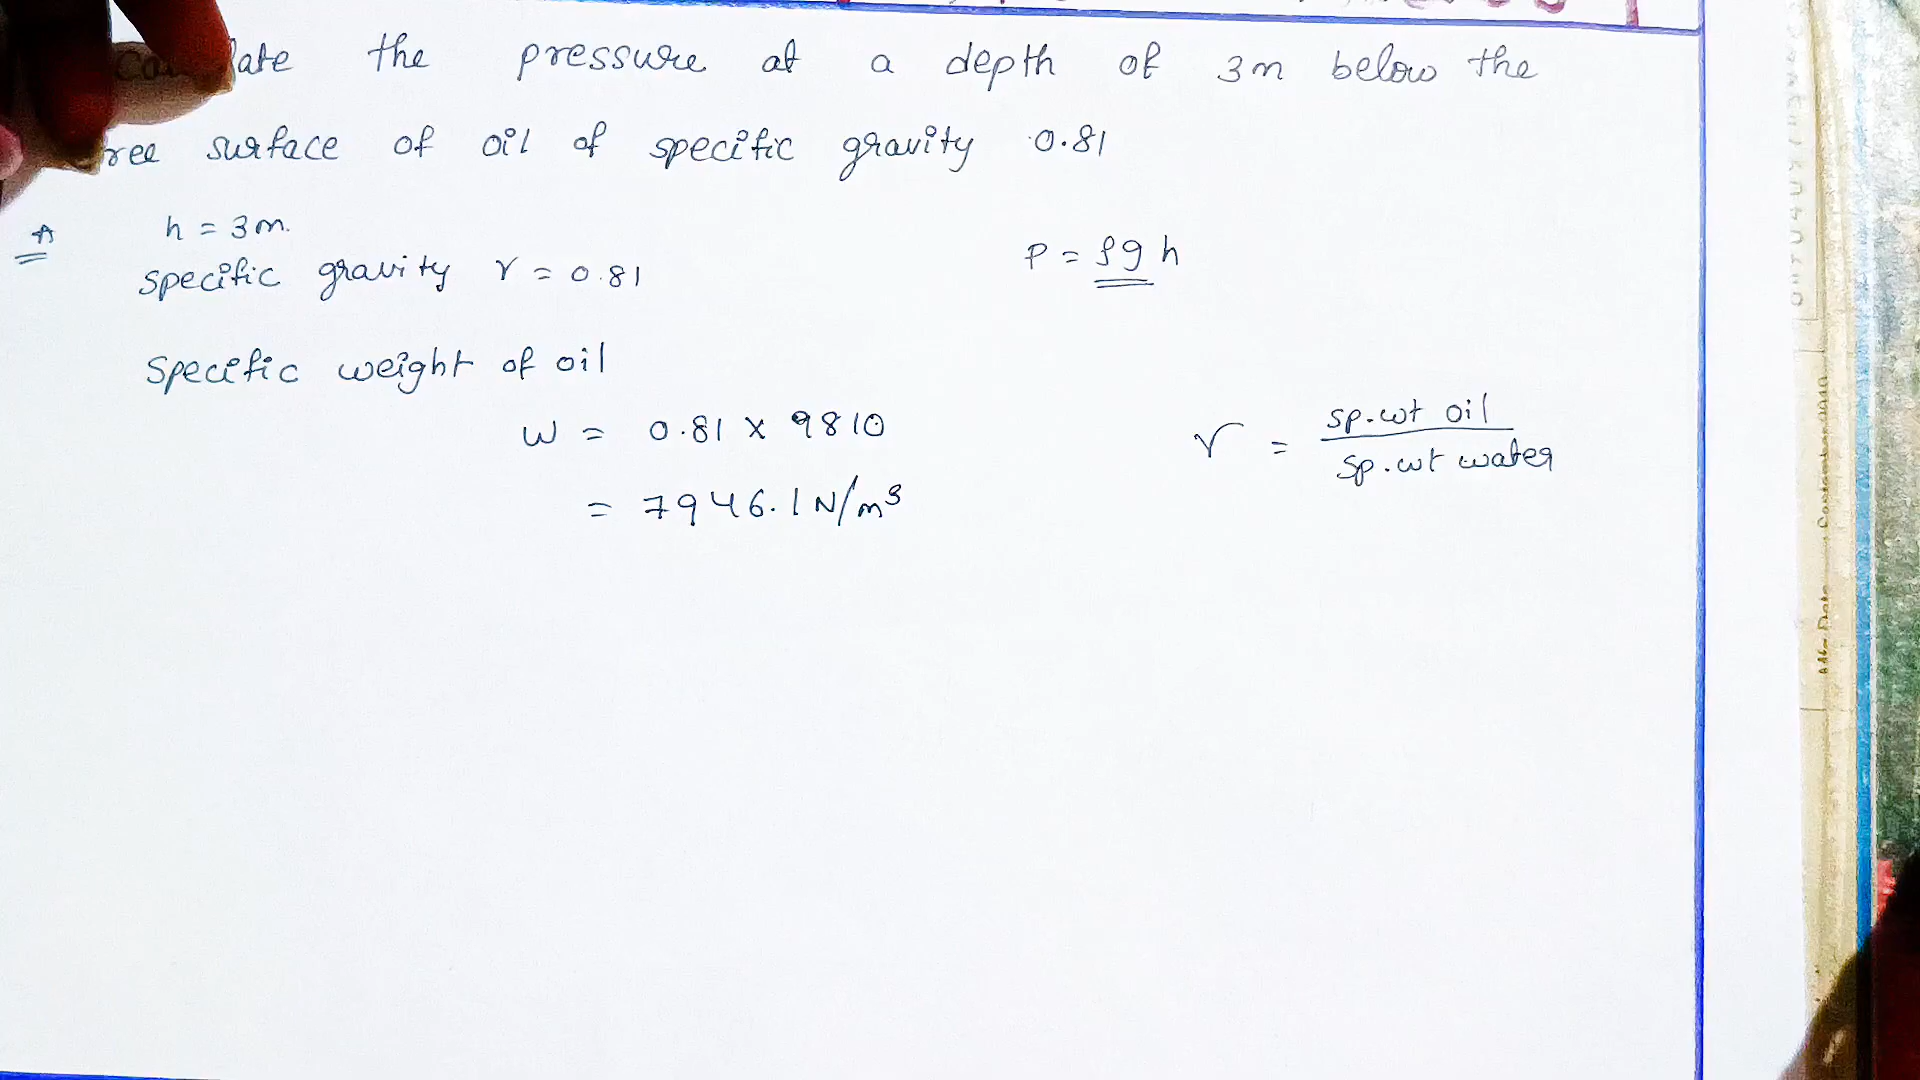 the pressure at a depth of 3m below the
surface of oil of specific gravity 0.81
A
h = 3m.
specific gravity r = 0.81
P = ρg h
specific weight of oil
w = 0.81 x 9810
r = sp.wt oil / sp.wt water
= 7946.1 N/m³